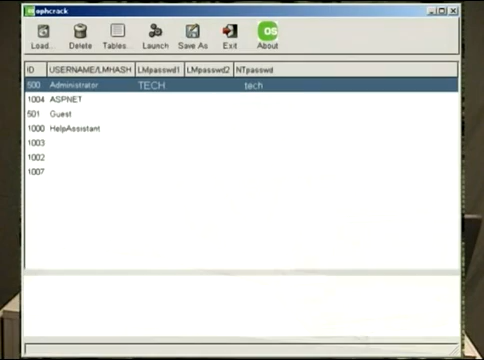 os ophcrack
Load... Delete Tables... Launch Save As Exit About
OS
ID USERNAME/LMHASH LMpasswd1 LMpasswd2 NTpasswd
500 Administrator TECH tech
1004 ASPNET
501 Guest
1000 HelpAssistant
1003
1002
1007